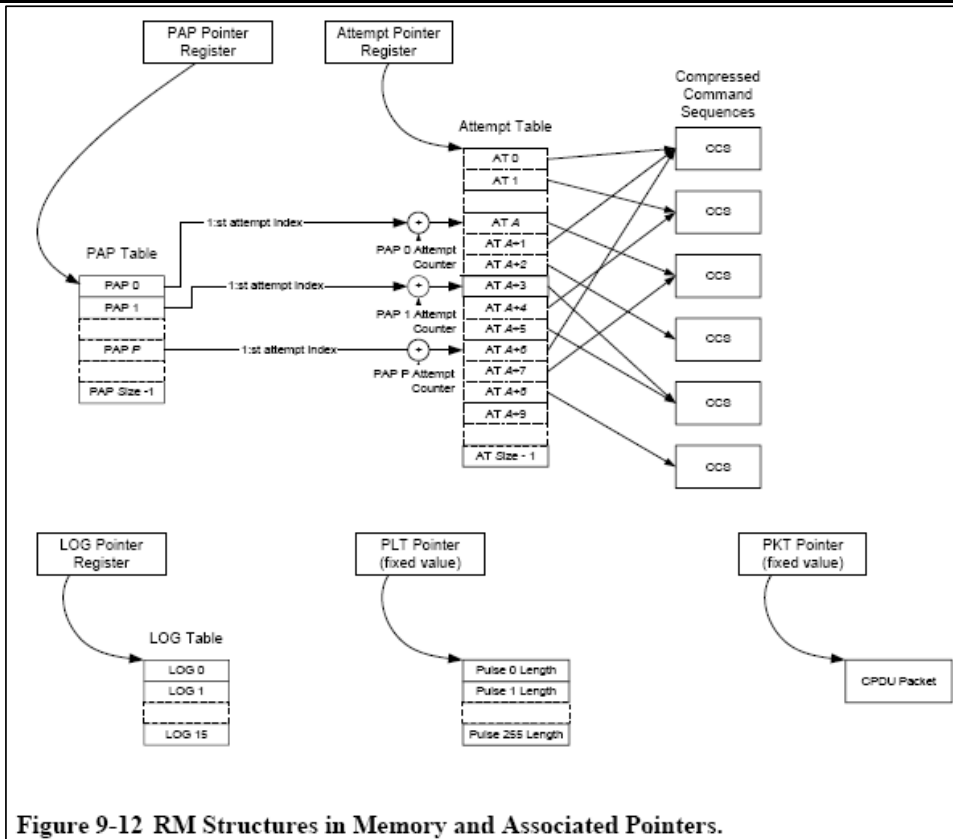 PAP Pointer
Register
Attempt Pointer
Register
Compressed
Command
Sequences
Attempt Table
AT 0
AT 1
AT A
AT A+1
AT A+2
AT A+3
AT A+4
AT A+5
AT A+6
AT A+7
AT A+8
AT A+9
AT Size - 1
CCS
CCS
CCS
CCS
CCS
CCS
1:st attempt Index
PAP 0 Attempt
Counter
1:st attempt Index
PAP 1 Attempt
Counter
1:st attempt Index
PAP P Attempt
Counter
+
+
+
PAP Table
PAP 0
PAP 1
PAP P
PAP Size -1
LOG Pointer
Register
LOG Table
LOG 0
LOG 1
LOG 15
PLT Pointer
(fixed value)
Pulse 0 Length
Pulse 1 Length
Pulse 255 Length
PKT Pointer
(fixed value)
CPDU Packet
Figure 9-12 RM Structures in Memory and Associated Pointers.